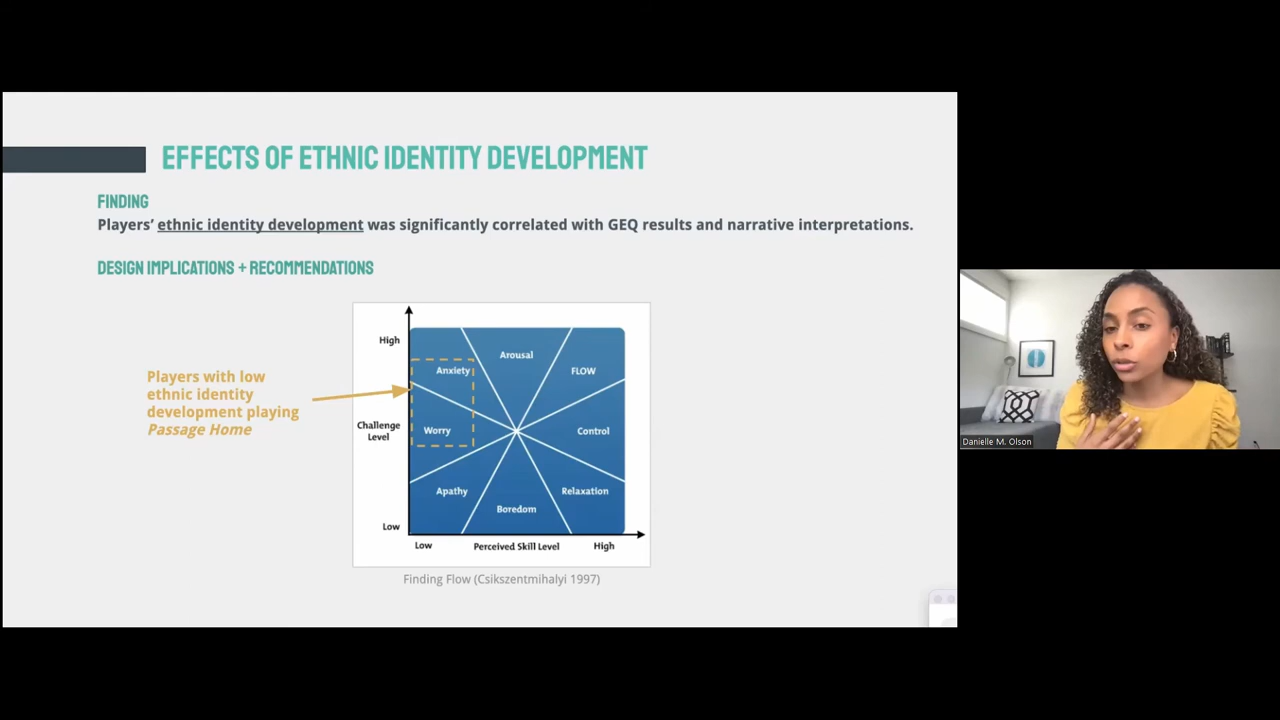 EFFECTS OF ETHNIC IDENTITY DEVELOPMENT
FINDING
Players' ethnic identity development was significantly correlated with GEQ results and narrative interpretations.
DESIGN IMPLICATIONS + RECOMMENDATIONS
Players with low
ethnic identity
development playing
Passage Home
High
Challenge
Level
Low
Anxiety
Arousal
FLOW
Worry
Control
Apathy
Boredom
Relaxation
Low
Perceived Skill Level
High
Finding Flow (Csikszentmihalyi 1997)
Danielle M. Olson